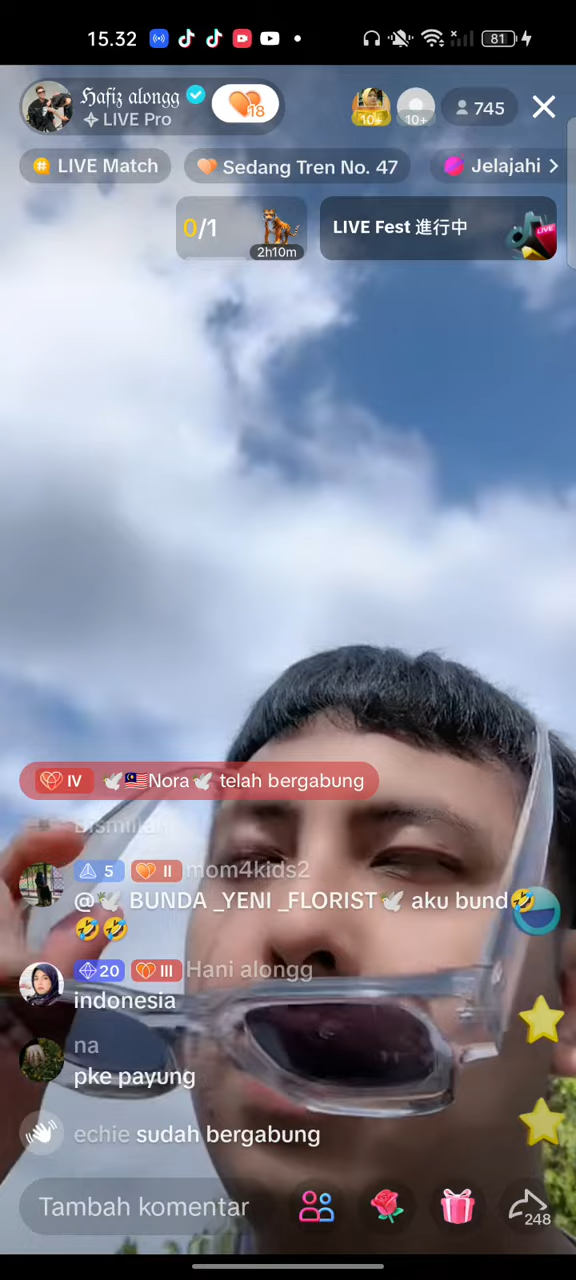 15.32
81
ℌ𝔞𝔣𝔦𝔷 𝔞𝔩𝔬𝔫𝔤𝔤
LIVE Pro
18
10+
10+
745
LIVE Match
Sedang Tren No. 47
Jelajahi >
0/1
2h10m
LIVE Fest 進行中
LIVE
IV 🕊️🇲🇾Nora🕊️ telah bergabung
Bismillah
5 II mom4kids2
@🕊️ BUNDA _YENI _FLORIST🕊️ aku bund🤣
🤣🤣
20 III Hani alongg
indonesia
na
pke payung
echie sudah bergabung
Tambah komentar
248